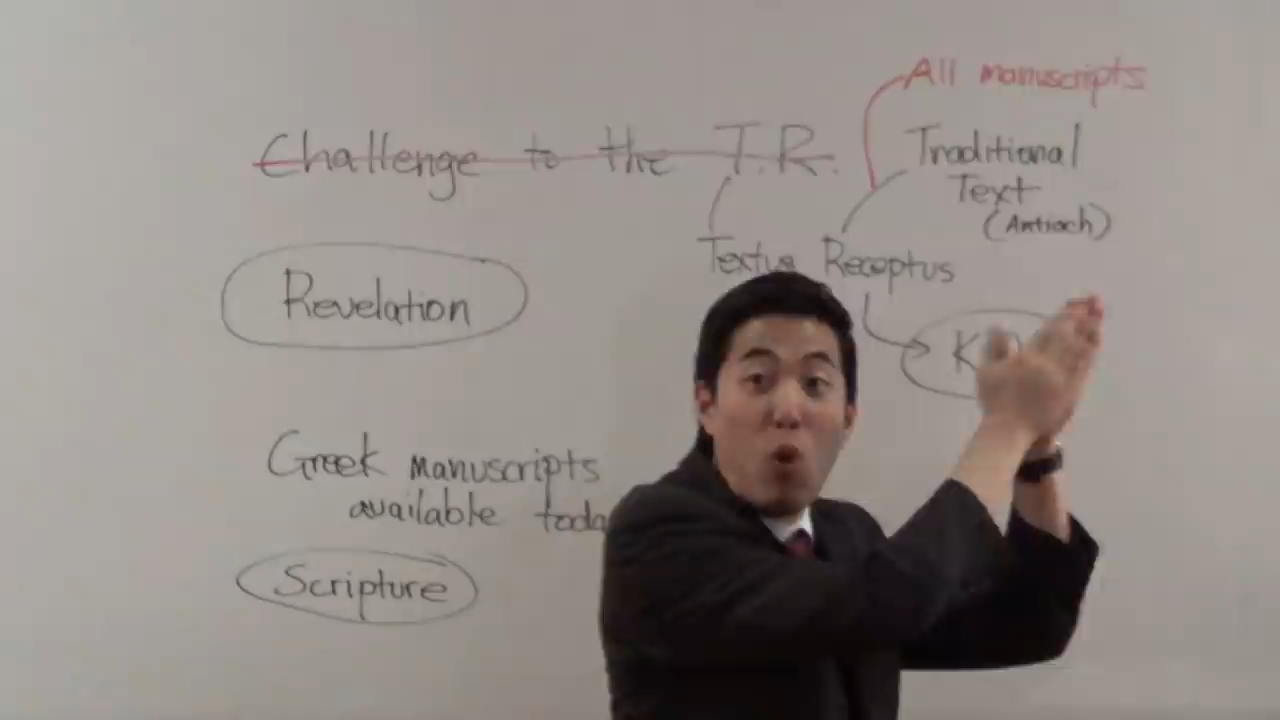 All manuscripts
Challenge to the T.R.
Traditional
Text
(Antioch)
Textus Receptus
Revelation
Greek manuscripts
available
Scripture